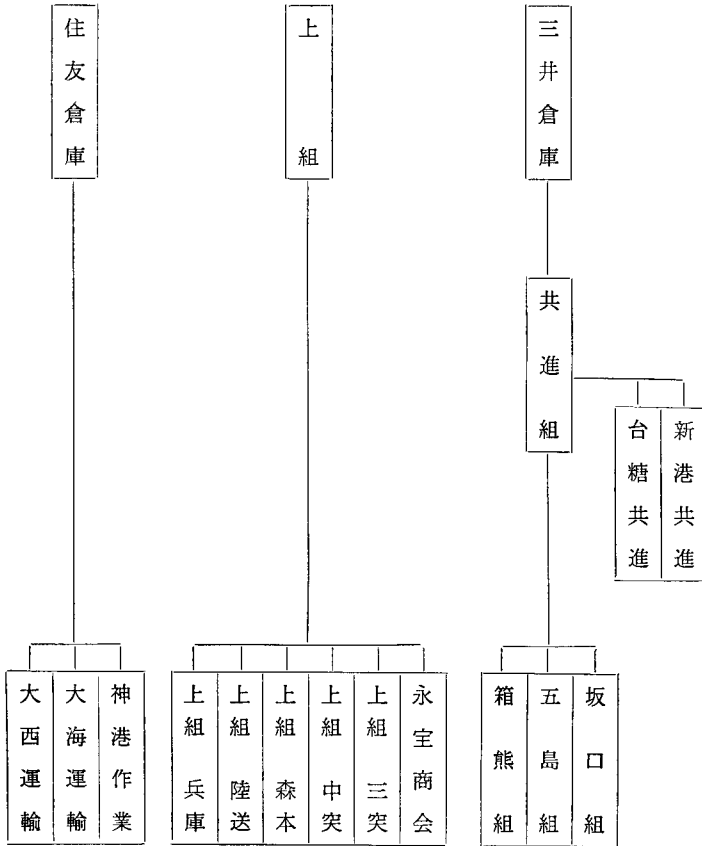 三井倉庫
共進組
新港共進
台糖共進
坂口組
五島組
箱熊組
上組
永宝商会
上組三突
上組中突
上組森本
上組陸送
上組兵庫
住友倉庫
神港作業
大海運輸
大西運輸